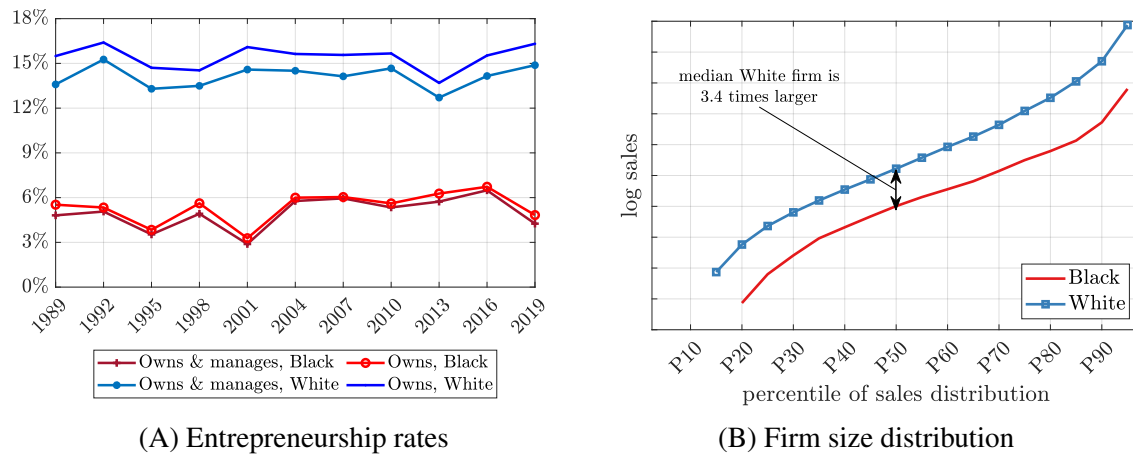 18%
15%
12%
9%
6%
3%
0%
1989
1992
1995
1998
2001
2004
2007
2010
2013
2016
2019
Owns & manages, Black
Owns, Black
Owns & manages, White
Owns, White
(A) Entrepreneurship rates
median White firm is
3.4 times larger
log sales
Black
White
P10
P20
P30
P40
P50
P60
P70
P80
P90
percentile of sales distribution
(B) Firm size distribution